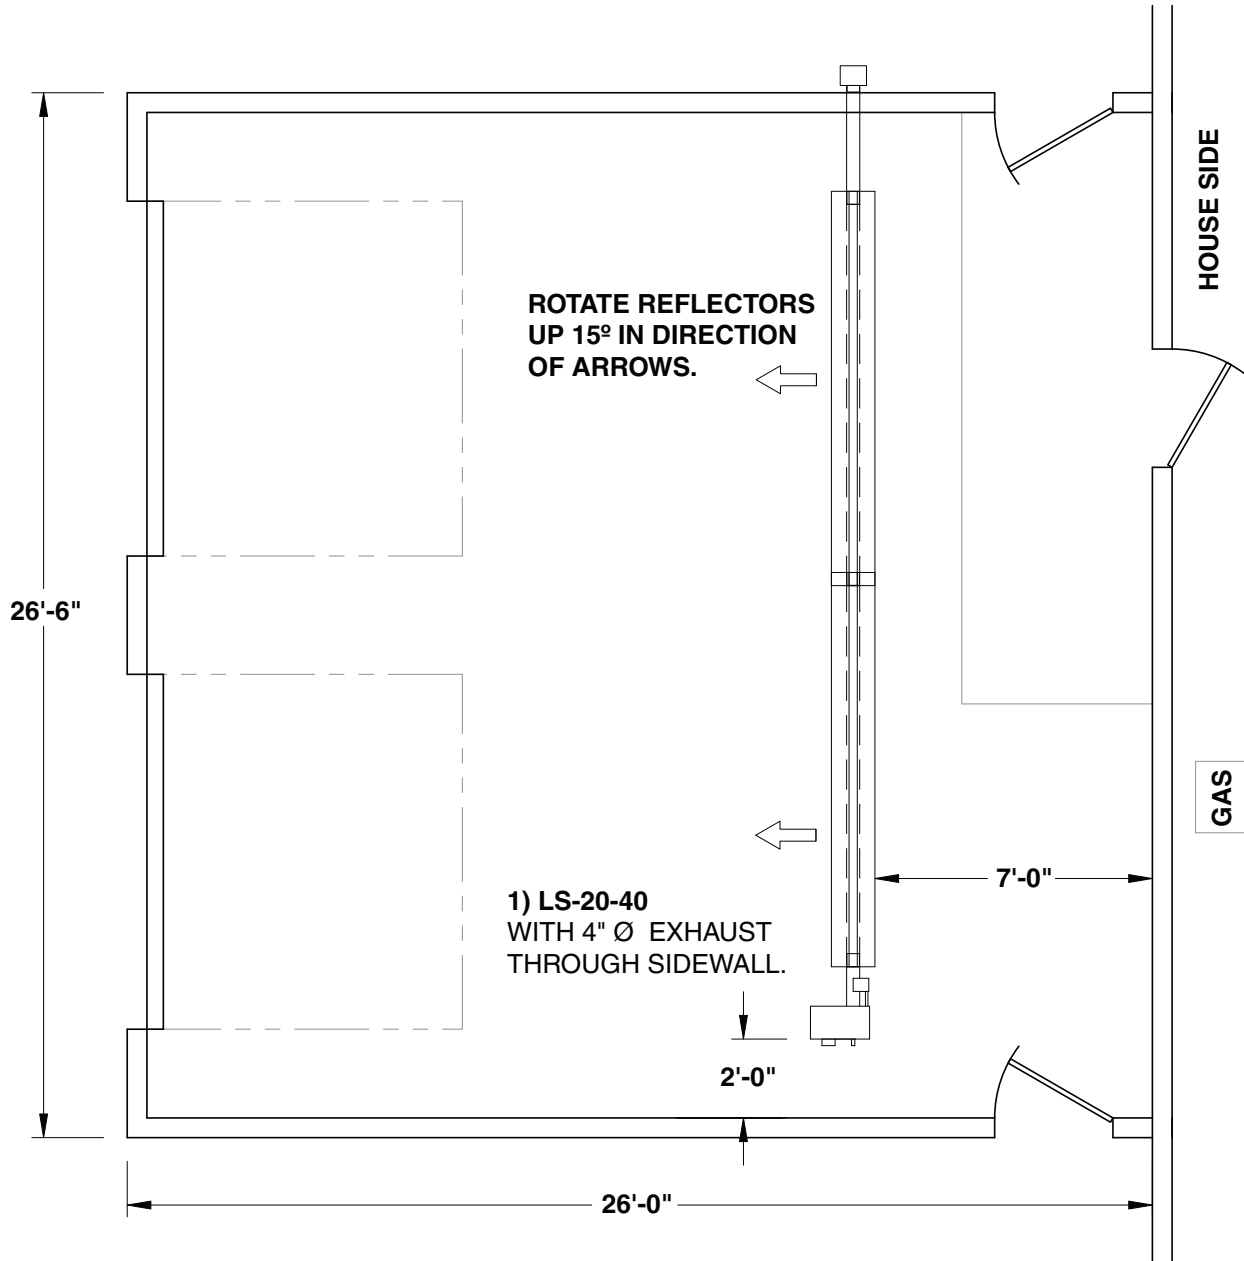 HOUSE SIDE
ROTATE REFLECTORS
UP 15º IN DIRECTION
OF ARROWS.
26'-6"
GAS
7'-0"
1) LS-20-40
WITH 4" Ø EXHAUST
THROUGH SIDEWALL.
2'-0"
26'-0"